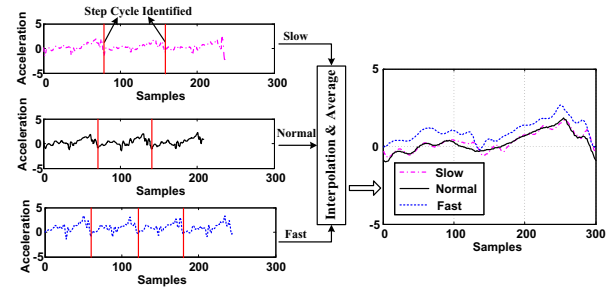 Step Cycle Identified
Acceleration
5
0
-5
0 100 200 300
Samples
Slow
Acceleration
5
0
-5
0 100 200 300
Samples
Normal
Acceleration
5
0
-5
0 100 200 300
Samples
Fast
Interpolation & Average
5
0
-5
0 100 200 300
Samples
Slow
Normal
Fast